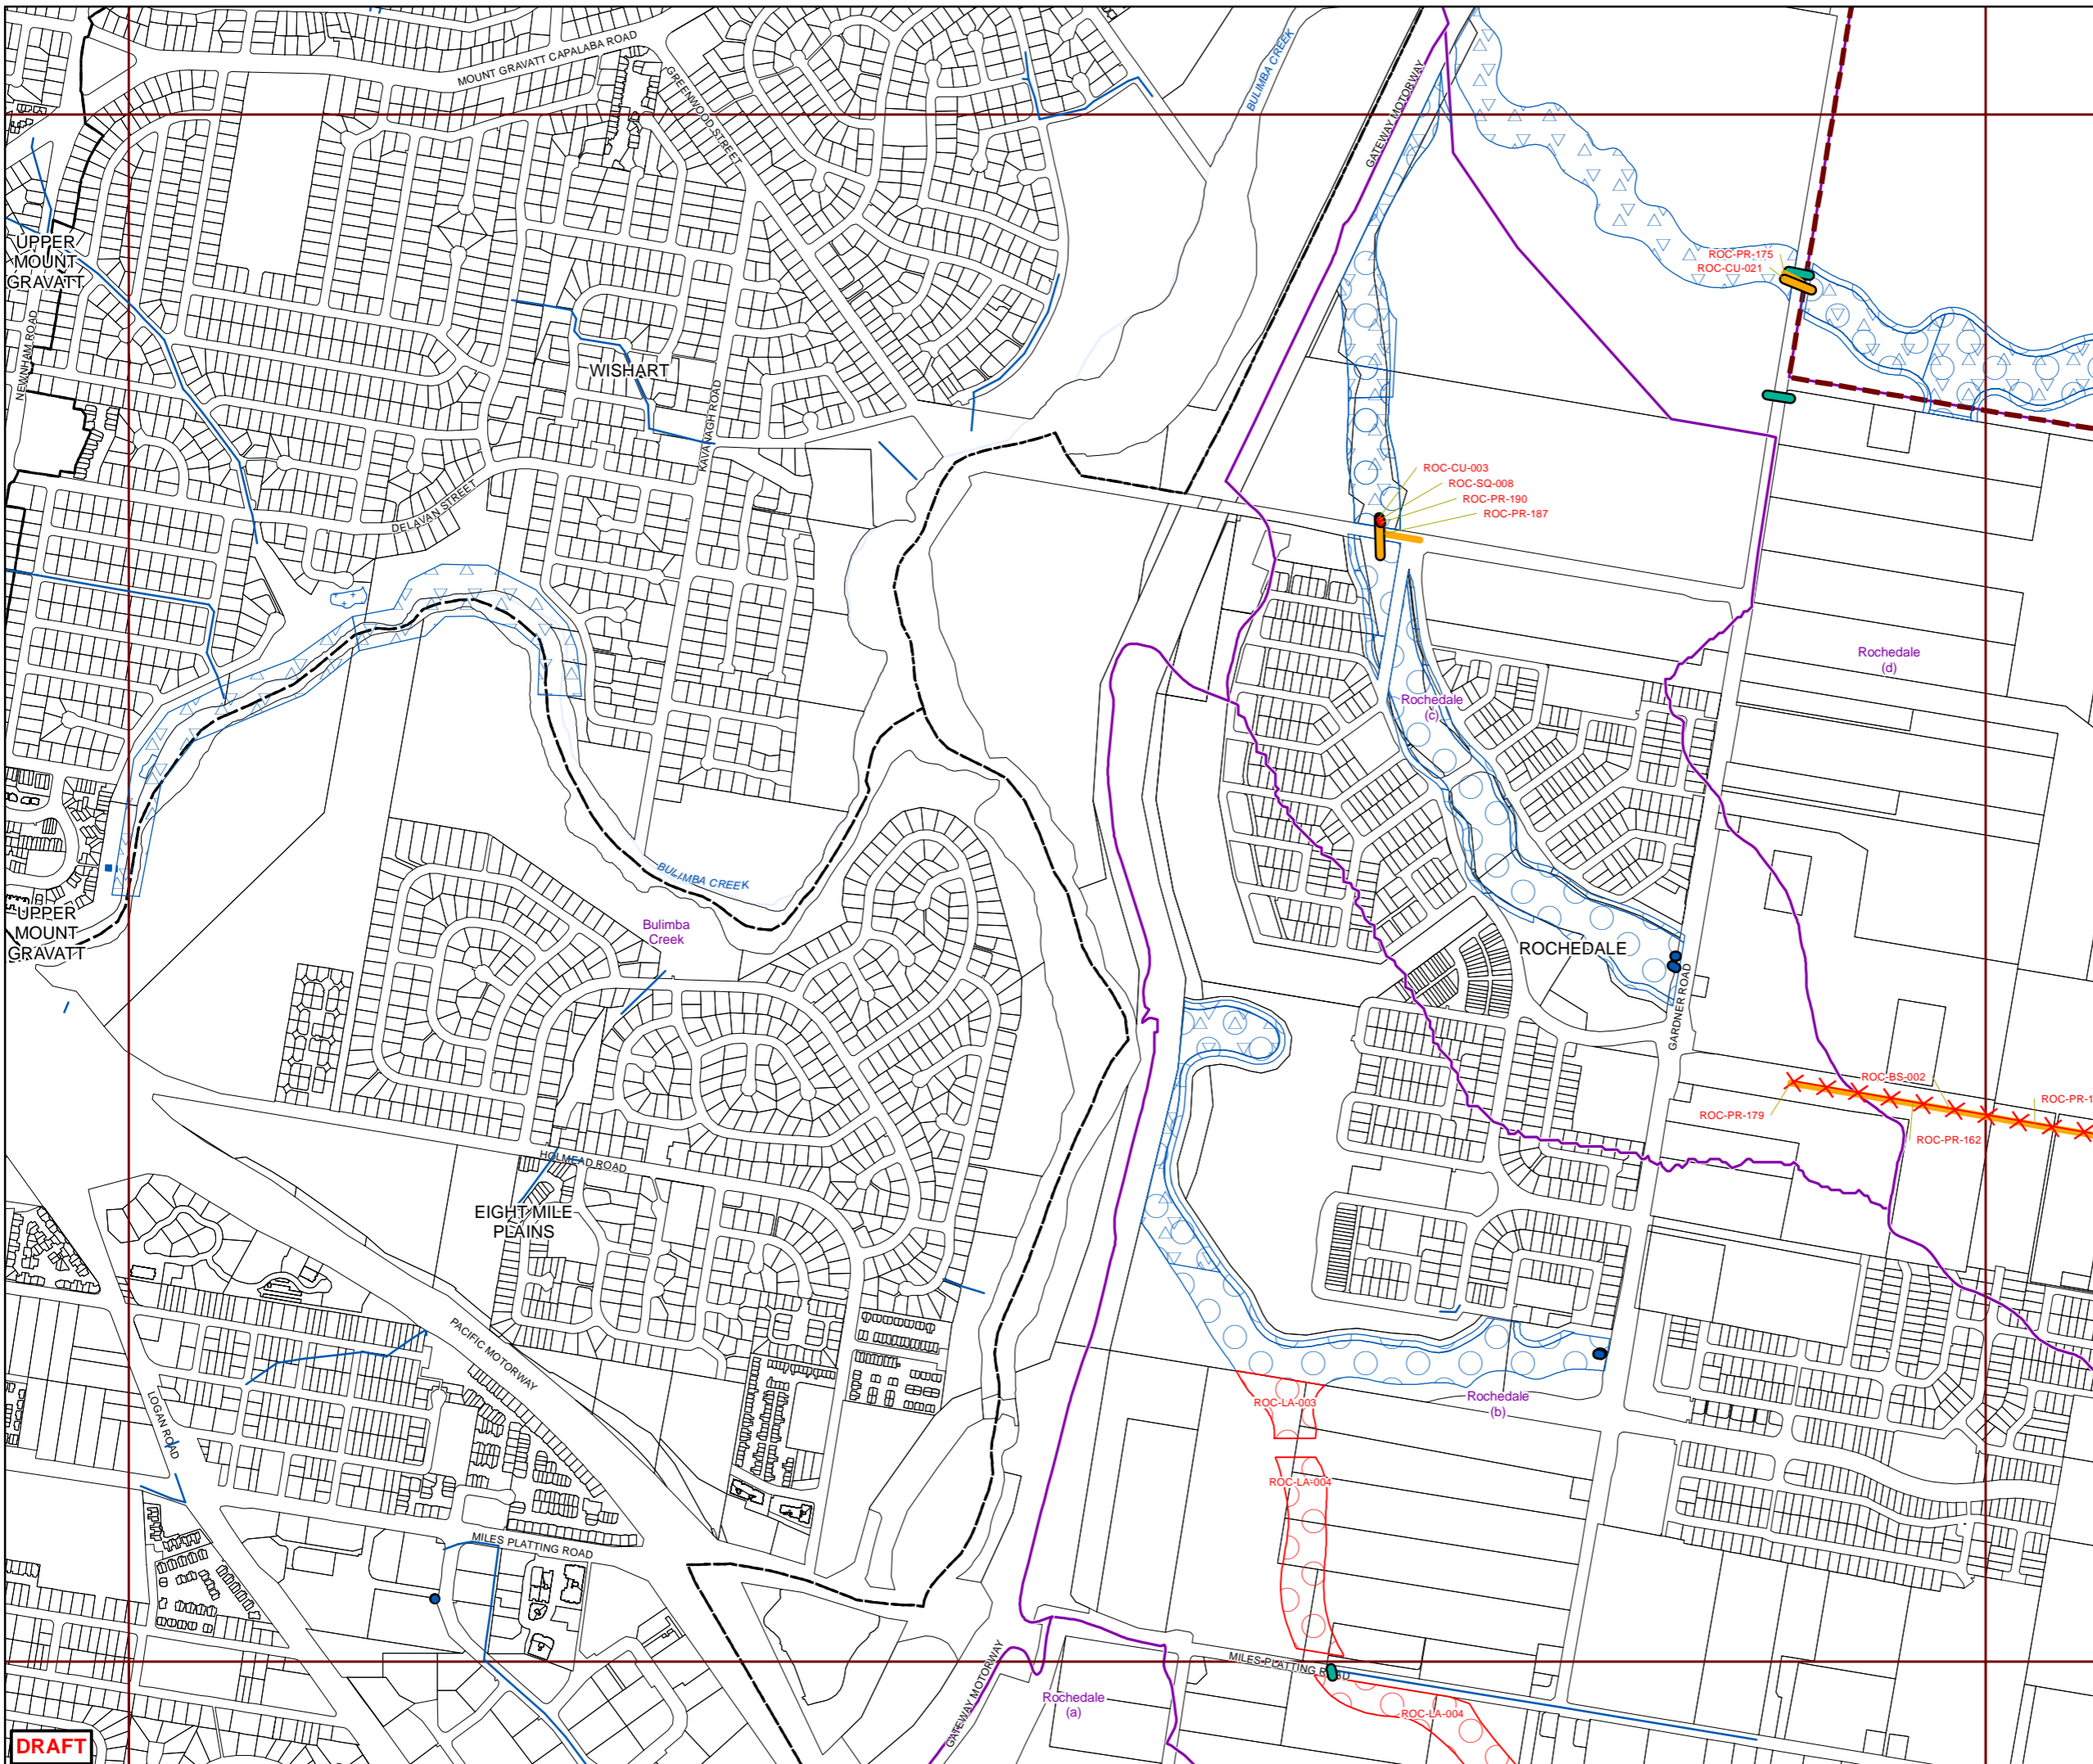 MOUNT GRAVATT CAPALABA ROAD
GREENWOOD STREET
BULIMBA CREEK
GATEWAY MOTORWAY
UPPER
MOUNT
GRAVATT
NEWNHAM ROAD
WISHART
KAVANAGH ROAD
DELAVAN STREET
ROC-PR-175
ROC-CU-021
ROC-CU-003
ROC-SQ-008
ROC-PR-190
ROC-PR-187
Rochedale
(d)
Rochedale
(c)
BULIMBA CREEK
Bulimba
Creek
UPPER
MOUNT
GRAVATT
ROCHEDALE
GARDNER ROAD
ROC-BS-002
ROC-PR-1
ROC-PR-179
ROC-PR-162
HOLMEAD ROAD
EIGHT MILE
PLAINS
PACIFIC MOTORWAY
LOGAN ROAD
Rochedale
(b)
ROC-LA-003
ROC-LA-004
MILES PLATTING ROAD
MILES PLATTING ROAD
GATEWAY MOTORWAY
Rochedale
(a)
ROC-LA-004
DRAFT